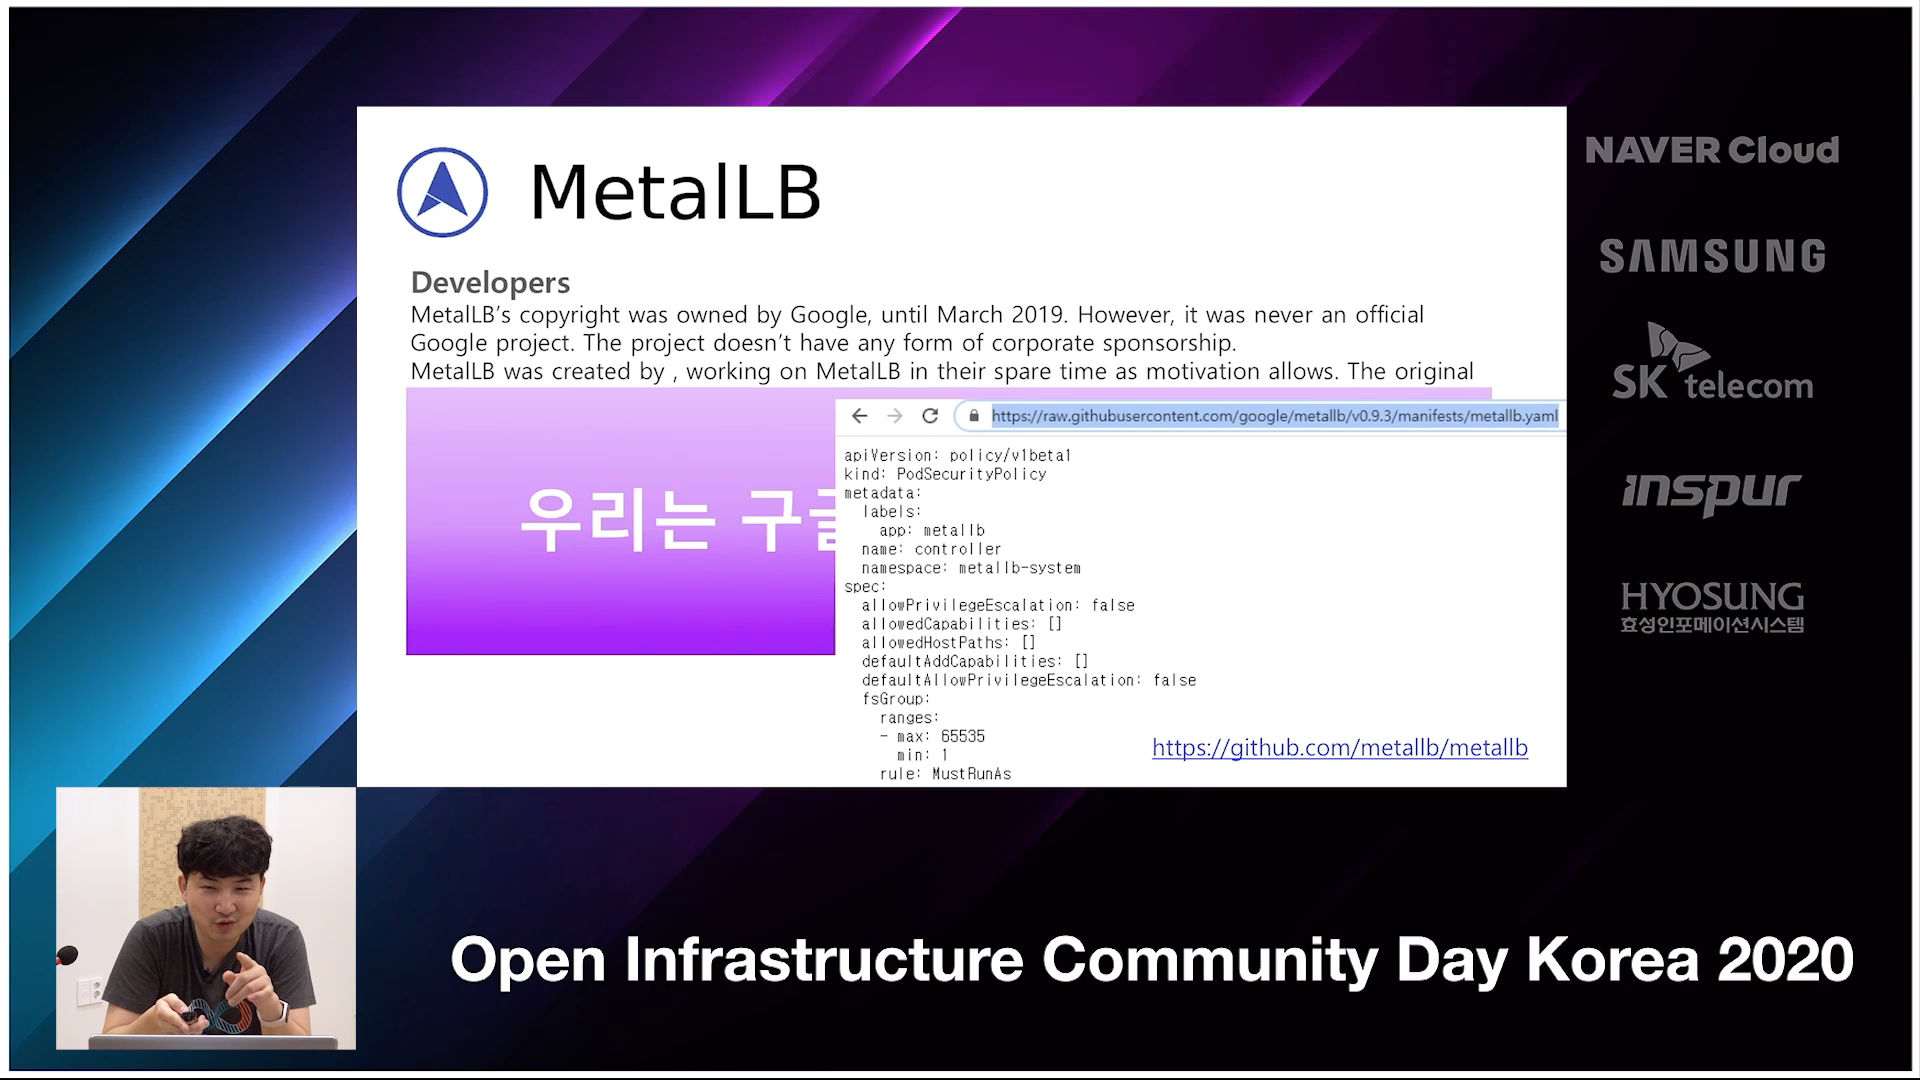 MetalLB
Developers
MetalLB's copyright was owned by Google, until March 2019. However, it was never an official
Google project. The project doesn't have any form of corporate sponsorship.
MetalLB was created by , working on MetalLB in their spare time as motivation allows. The original
우리는 구글
https://raw.githubusercontent.com/google/metallb/v0.9.3/manifests/metallb.yaml
apiVersion: policy/v1beta1
kind: PodSecurityPolicy
metadata:
  labels:
    app: metallb
  name: controller
  namespace: metallb-system
spec:
  allowPrivilegeEscalation: false
  allowedCapabilities: []
  allowedHostPaths: []
  defaultAddCapabilities: []
  defaultAllowPrivilegeEscalation: false
  fsGroup:
    ranges:
    - max: 65535
      min: 1
    rule: MustRunAs
https://github.com/metallb/metallb
NAVER Cloud
SAMSUNG
SK telecom
inspur
HYOSUNG
효성인포메이션시스템
Open Infrastructure Community Day Korea 2020